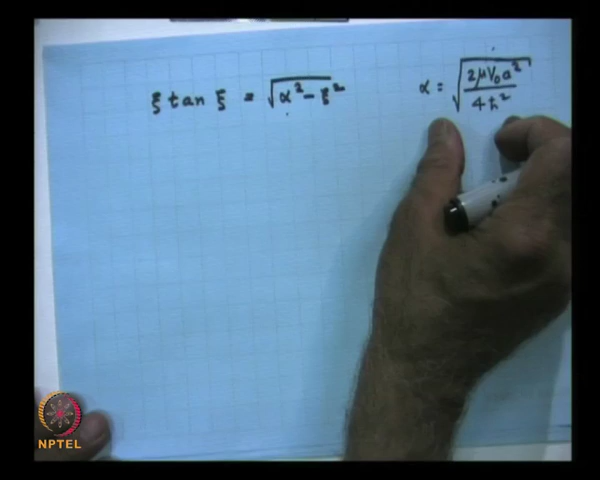 ξ tan ξ = √(α² − ξ²)
α = √(2μV₀a² / 4ħ²)
NPTEL